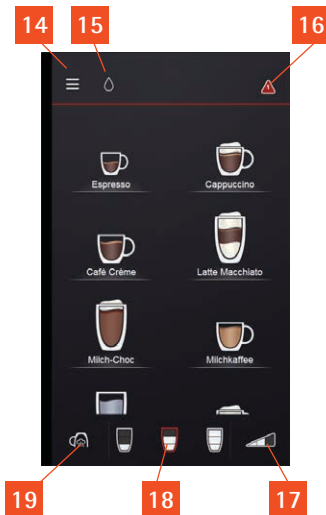 14 15 16
Espresso Cappuccino
Café Crème Latte Macchiato
Milch-Choc Milchkaffee
19 18 17